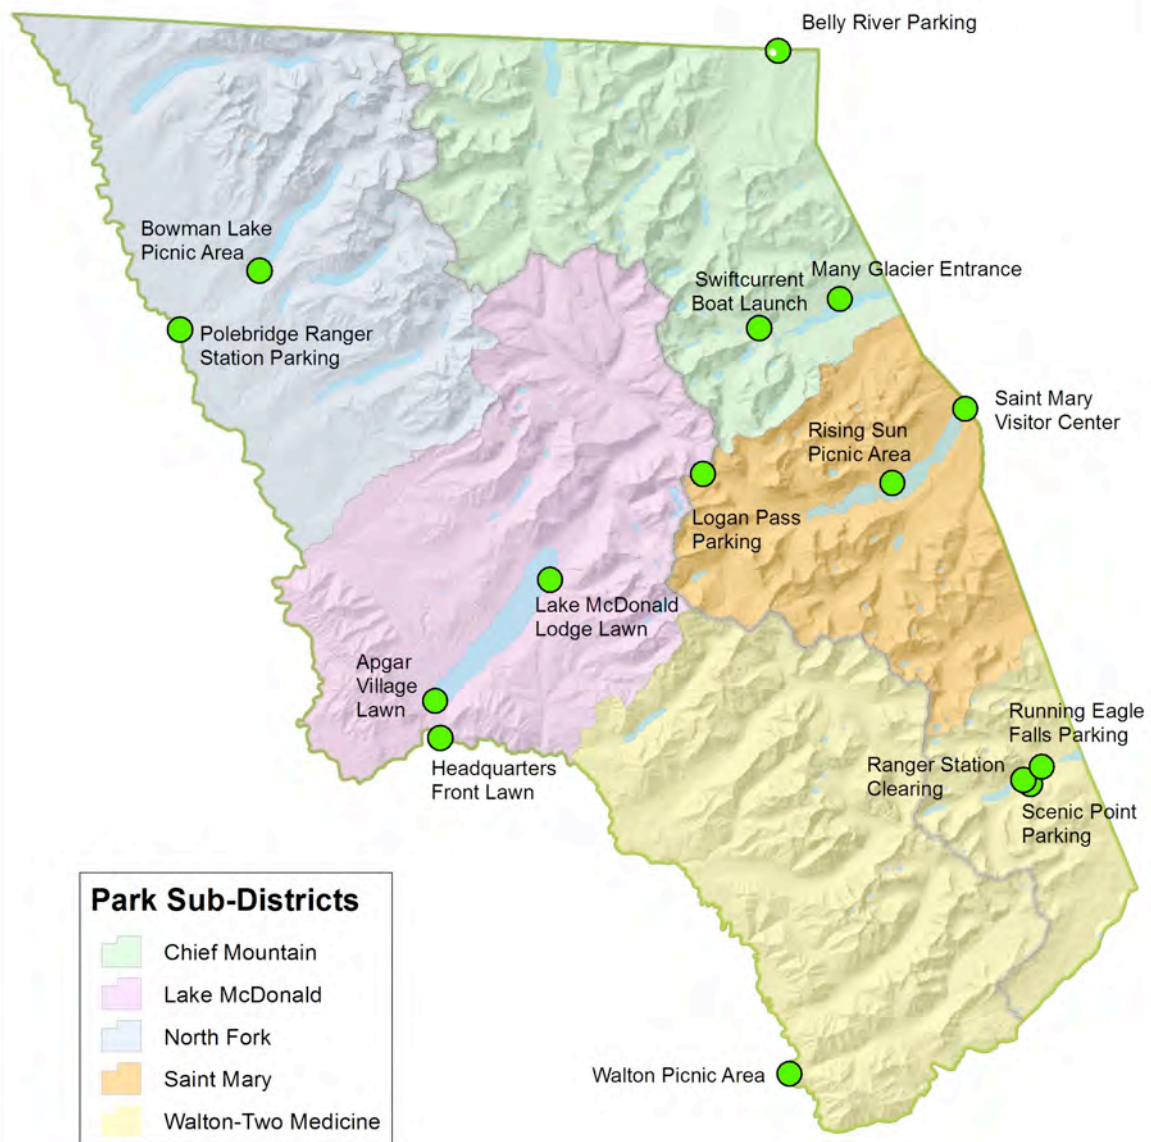 Belly River Parking
Bowman Lake
Picnic Area
Many Glacier Entrance
Swiftcurrent
Boat Launch
Polebridge Ranger
Station Parking
Saint Mary
Visitor Center
Rising Sun
Picnic Area
Logan Pass
Parking
Lake McDonald
Lodge Lawn
Apgar
Village
Lawn
Running Eagle
Falls Parking
Headquarters
Front Lawn
Ranger Station
Clearing
Scenic Point
Parking
Park Sub-Districts
Chief Mountain
Lake McDonald
North Fork
Saint Mary
Walton-Two Medicine
Walton Picnic Area